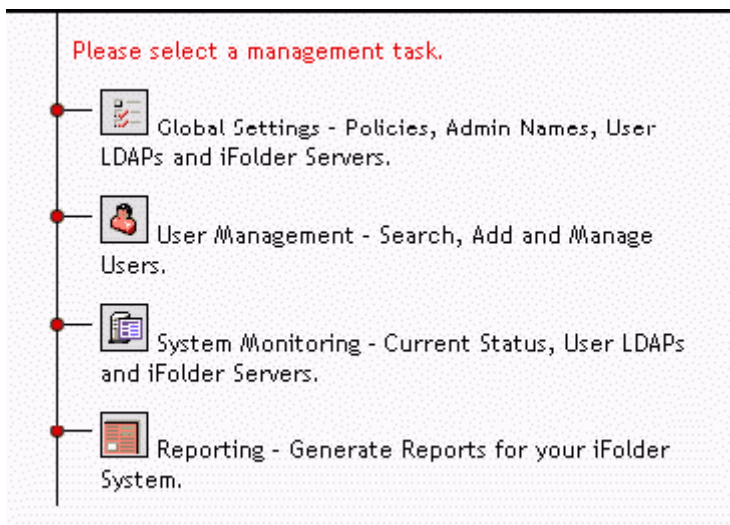 Please select a management task.
Global Settings - Policies, Admin Names, User
LDAPs and iFolder Servers.
User Management - Search, Add and Manage
Users.
System Monitoring - Current Status, User LDAPs
and iFolder Servers.
Reporting - Generate Reports for your iFolder
System.